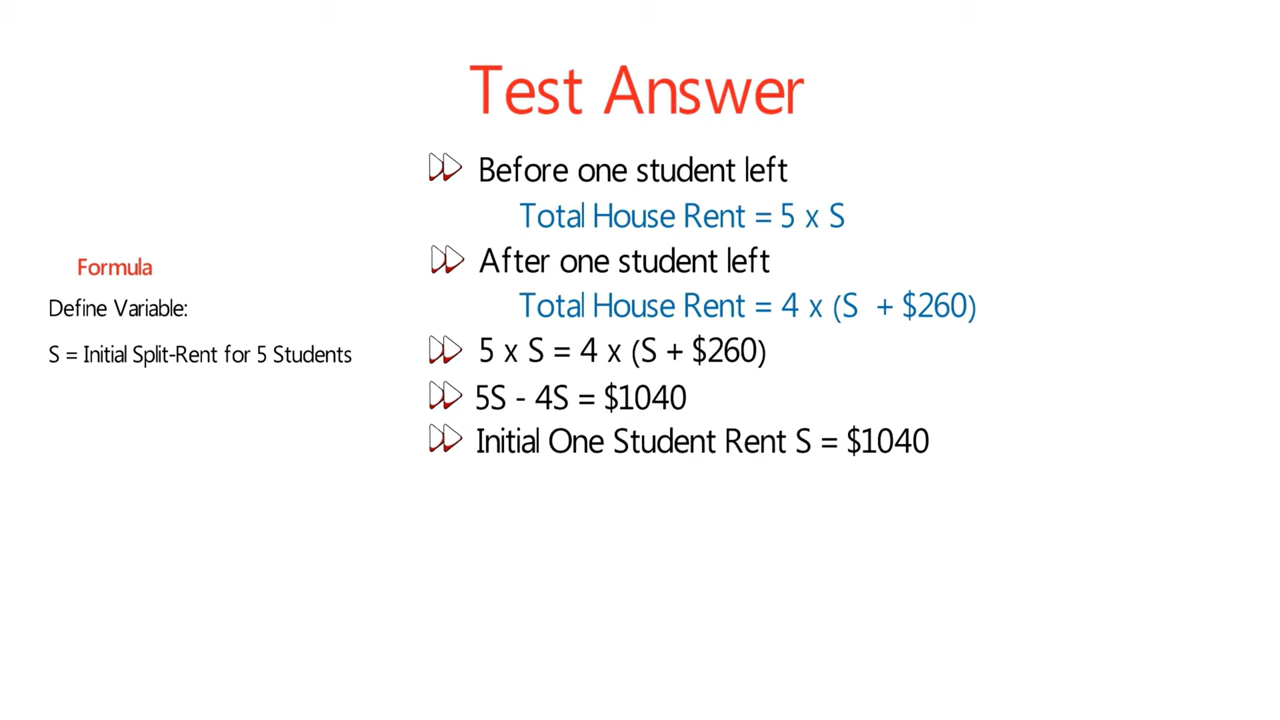 Test Answer
Before one student left
Total House Rent = 5 x S
After one student left
Total House Rent = 4 x (S + $260)
5 x S = 4 x (S + $260)
5S - 4S = $1040
Initial One Student Rent S = $1040
Formula
Define Variable:
S = Initial Split-Rent for 5 Students